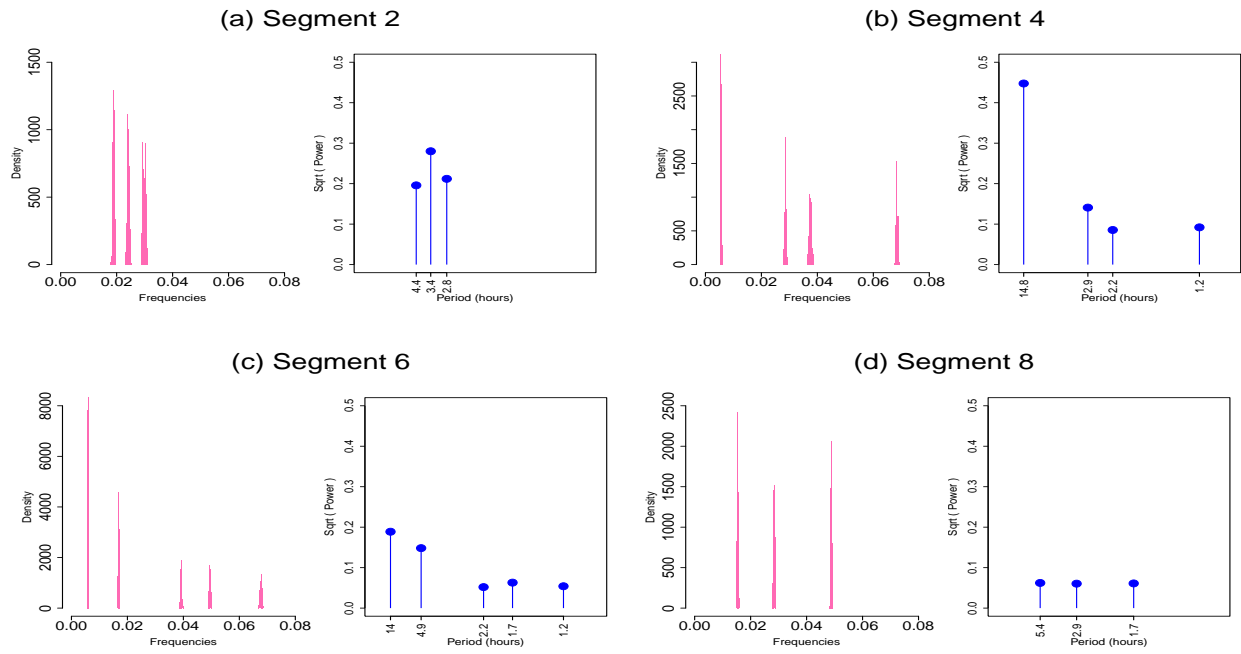 (a) Segment 2
Density
0 500 1000 1500
0.00 0.02 0.04 0.06 0.08
Frequencies
Sqrt ( Power )
0.0 0.1 0.2 0.3 0.4 0.5
4.4 3.4 2.8
Period (hours)
(b) Segment 4
Density
0 500 1500 2500
0.00 0.02 0.04 0.06 0.08
Frequencies
Sqrt ( Power )
0.0 0.1 0.2 0.3 0.4 0.5
14.8 2.9 2.2 1.2
Period (hours)
(c) Segment 6
Density
0 2000 4000 6000 8000
0.00 0.02 0.04 0.06 0.08
Frequencies
Sqrt ( Power )
0.0 0.1 0.2 0.3 0.4 0.5
14 4.9 2.2 1.7 1.2
Period (hours)
(d) Segment 8
Density
0 500 1000 1500 2000 2500
0.00 0.02 0.04 0.06 0.08
Frequencies
Sqrt ( Power )
0.0 0.1 0.2 0.3 0.4 0.5
5.4 2.9 1.7
Period (hours)